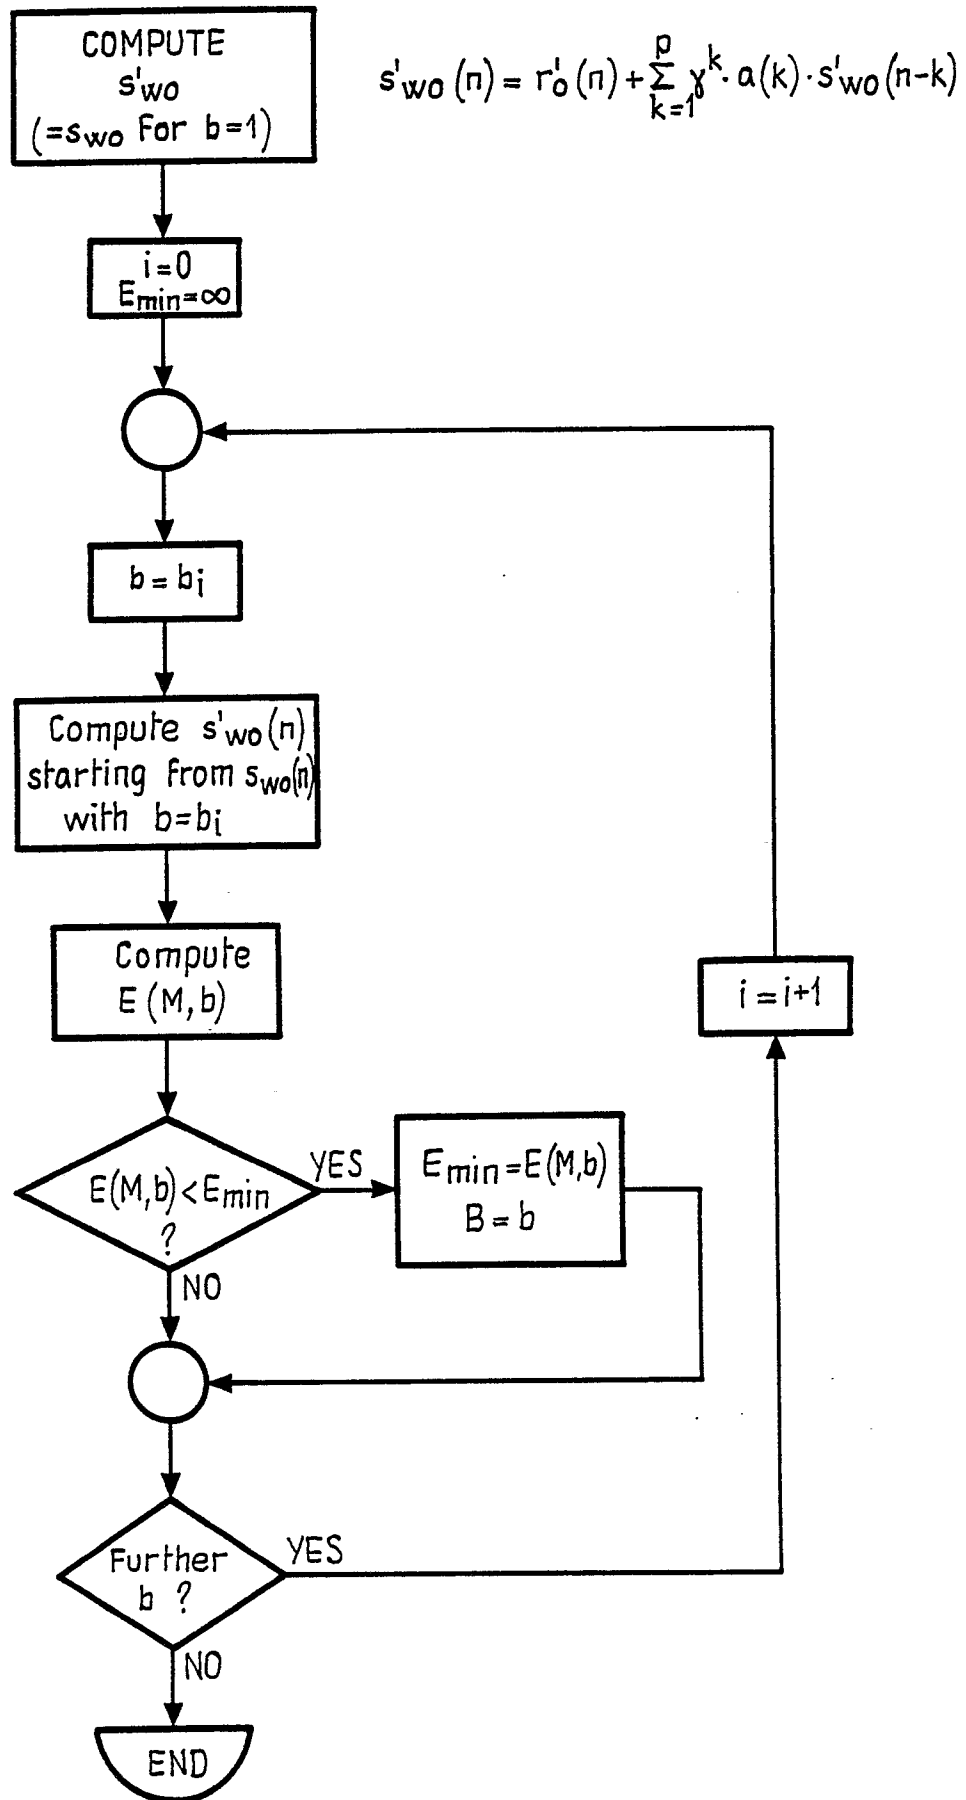 COMPUTE
s'wo
(=swo For b=1)
s'wo (n) = r'o (n) + Σ γ^k · a(k) · s'wo (n-k)
p
k=1
i=0
Emin=∞
b = bi
Compute s'wo(n)
starting from swo(n)
with b=bi
Compute
E (M,b)
i = i+1
E(M,b) < Emin
?
YES
Emin = E(M,b)
B = b
NO
Further
b ?
YES
NO
END